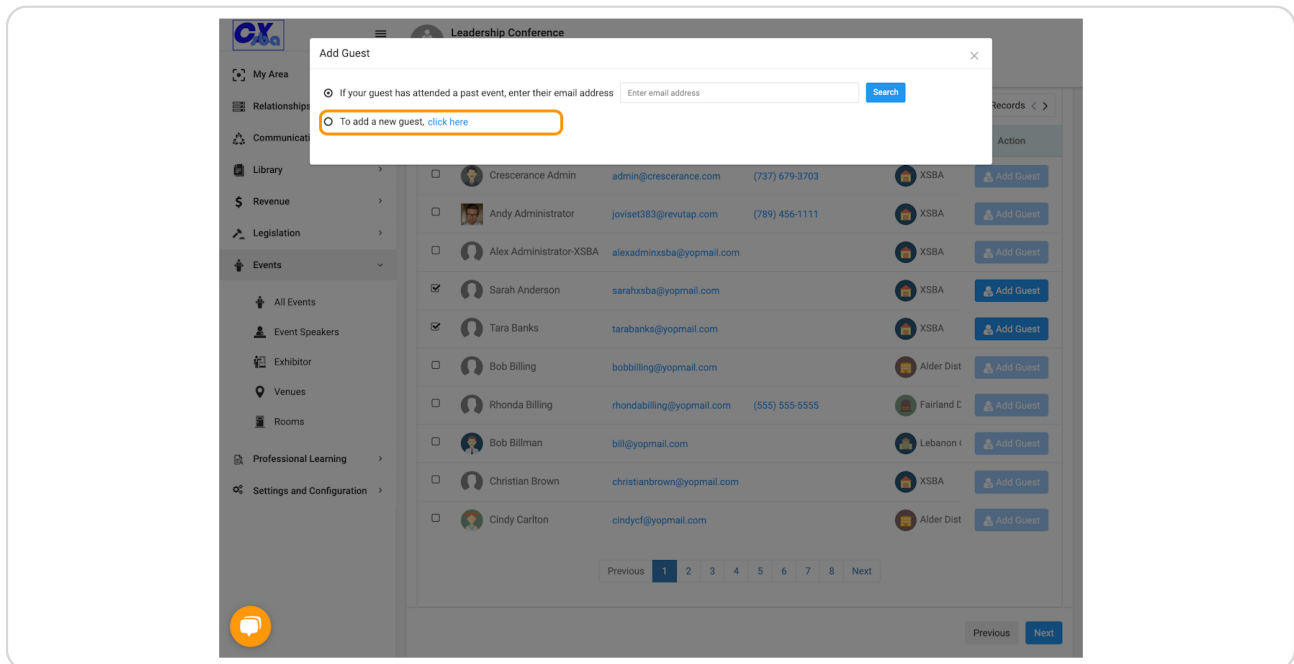 CXsba
Leadership Conference
Add Guest
If your guest has attended a past event, enter their email address Enter email address Search
To add a new guest, click here
My Area
Relationships
Communicati
Library
Revenue
Legislation
Events
All Events
Event Speakers
Exhibitor
Venues
Rooms
Professional Learning
Settings and Configuration
Records
Action
Crescerance Admin admin@crescerance.com (737) 679-3703 XSBA Add Guest
Andy Administrator joviset383@revutap.com (789) 456-1111 XSBA Add Guest
Alex Administrator-XSBA alexadminxsba@yopmail.com XSBA Add Guest
Sarah Anderson sarahxsba@yopmail.com XSBA Add Guest
Tara Banks tarabanks@yopmail.com XSBA Add Guest
Bob Billing bobbilling@yopmail.com Alder Dist Add Guest
Rhonda Billing rhondabilling@yopmail.com (555) 555-5555 Fairland D Add Guest
Bob Billman bill@yopmail.com Lebanon Add Guest
Christian Brown christianbrown@yopmail.com XSBA Add Guest
Cindy Carlton cindycf@yopmail.com Alder Dist Add Guest
Previous 1 2 3 4 5 6 7 8 Next
Previous Next